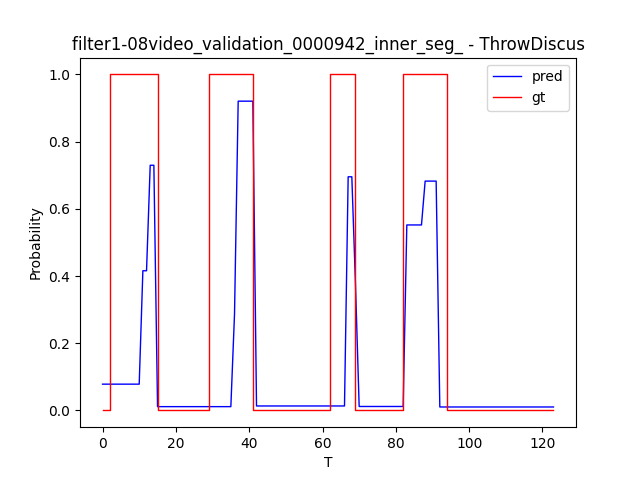 filter1-08video_validation_0000942_inner_seg_ - ThrowDiscus
pred
gt
1.0
0.8
0.6
0.4
0.2
0.0
Probability
0
20
40
60
80
100
120
T